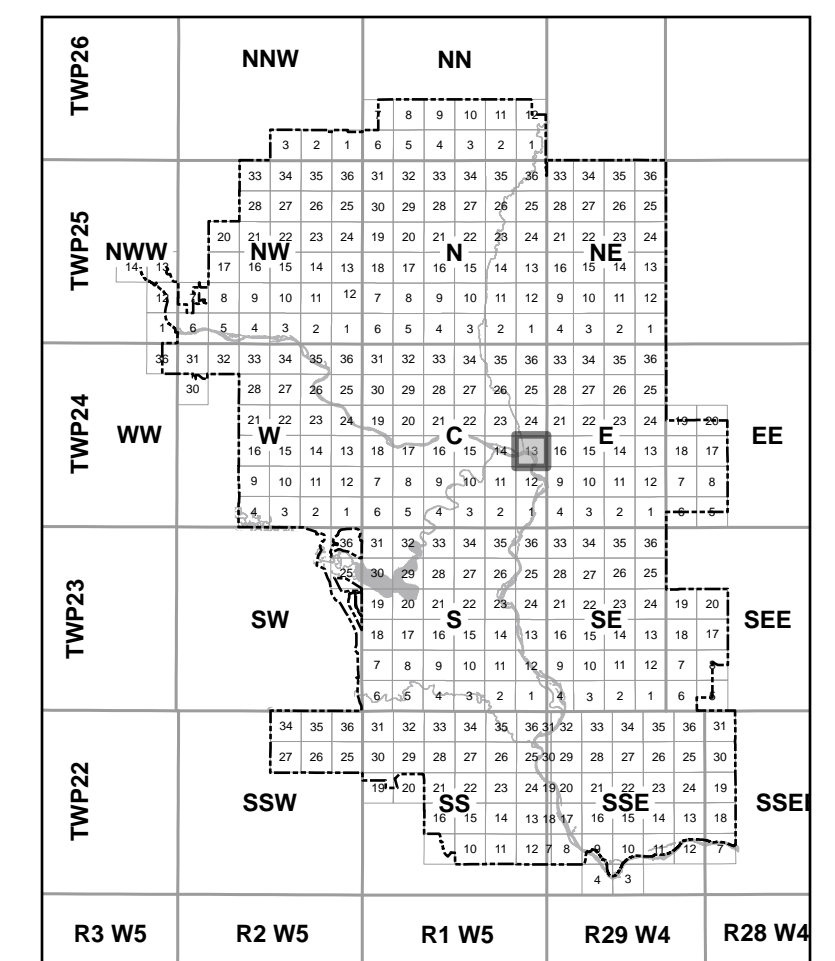 NNW NN
TWP26
7 8 9 10 11 12
3 2 1 6 5 4 3 2 1
33 34 35 36 31 32 33 34 35 36 33 34 35 36
28 27 26 25 30 29 28 27 26 25 28 27 26 25
20 21 22 23 24 19 20 21 22 23 24 21 22 23 24
TWP25
NWW NW N NE
14 13 17 16 15 14 13 18 17 16 15 14 13 16 15 14 13
12 7 8 9 10 11 12 7 8 9 10 11 12 9 10 11 12
1 6 5 4 3 2 1 6 5 4 3 2 1 4 3 2 1
36 31 32 33 34 35 36 31 32 33 34 35 36 33 34 35 36
30 28 27 26 25 30 29 28 27 26 25 28 27 26 25
21 22 23 24 19 20 21 22 23 24 21 22 23 24 19 20
TWP24
WW W C E EE
16 15 14 13 18 17 16 15 14 13 16 15 14 13 18 17
9 10 11 12 7 8 9 10 11 12 9 10 11 12 7 8
4 3 2 1 6 5 4 3 2 1 4 3 2 1 6 5
36 31 32 33 34 35 36 33 34 35 36
25 30 29 28 27 26 25 28 27 26 25
19 20 21 22 23 24 21 22 23 24 19 20
TWP23
SW S SE SEE
18 17 16 15 14 13 16 15 14 13 18 17
7 8 9 10 11 12 9 10 11 12 7 8
6 5 4 3 2 1 4 3 2 1 6 5
34 35 36 31 32 33 34 35 36 31 32 33 34 35 36 31
27 26 25 30 29 28 27 26 25 30 29 28 27 26 25 30
19 20 21 22 23 24 19 20 21 22 23 24 19
TWP22
SSW SS SSE SSE
16 15 14 13 18 17 16 15 14 13 18
10 11 12 7 8 9 10 11 12 7
4 3
R3 W5 R2 W5 R1 W5 R29 W4 R28 W4